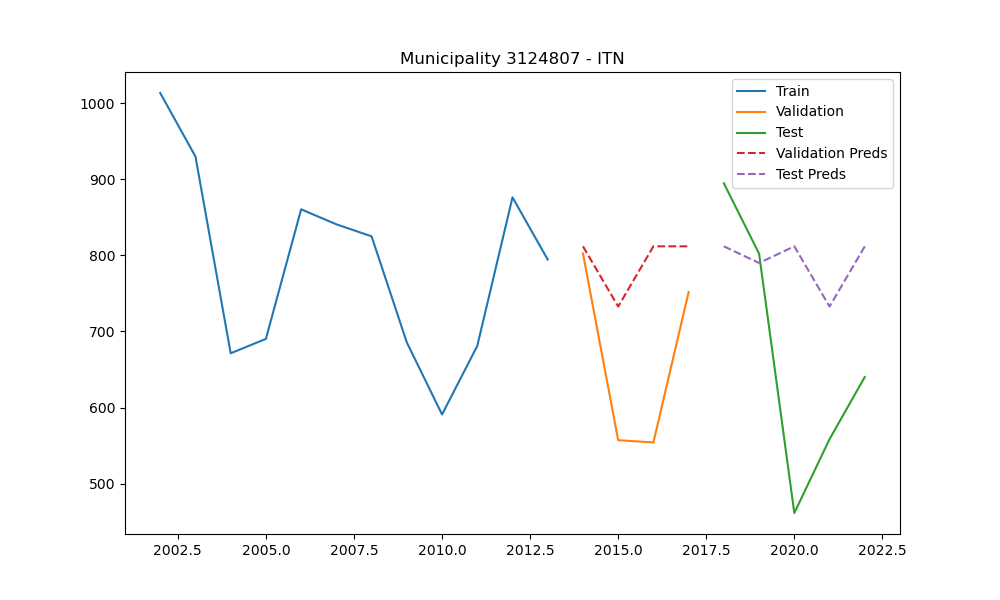 Municipality 3124807 - ITN
Train
Validation
Test
Validation Preds
Test Preds
1000
900
800
700
600
500
2002.5 2005.0 2007.5 2010.0 2012.5 2015.0 2017.5 2020.0 2022.5